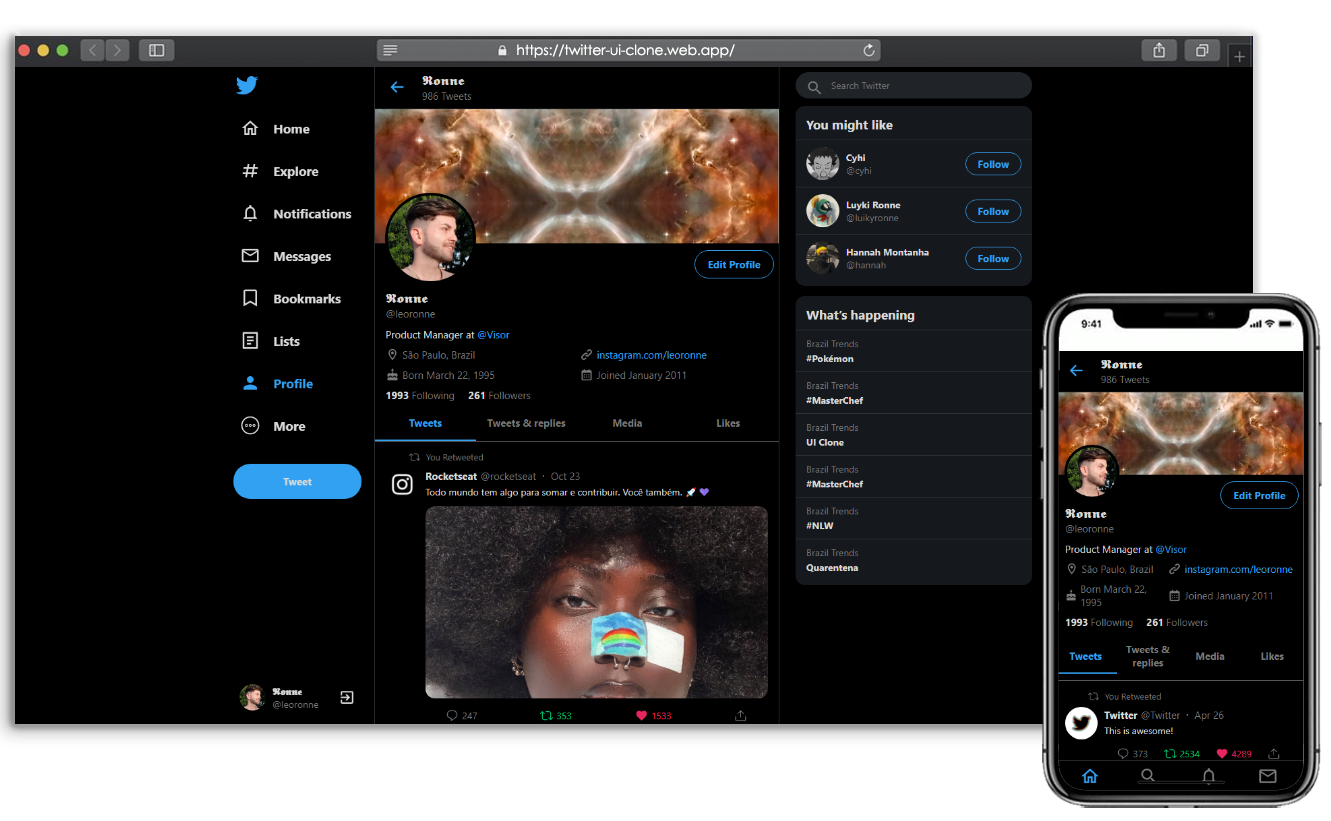 https://twitter-ui-clone.web.app/
Home
Explore
Notifications
Messages
Bookmarks
Lists
Profile
More
Tweet
𝕽onne
@leoronne
𝕽onne
986 Tweets
Edit Profile
𝕽onne
@leoronne
Product Manager at @Visor
São Paulo, Brazil
instagram.com/leoronne
Born March 22, 1995
Joined January 2011
1993 Following 261 Followers
Tweets Tweets & replies Media Likes
You Retweeted
Rocketseat @rocketseat · Oct 23
Todo mundo tem algo para somar e contribuir. Você também. 🚀 💜
247 353 1533
Search Twitter
You might like
Cyhi
@cyhi
Follow
Luyki Ronne
@luikyronne
Follow
Hannah Montanha
@hannah
Follow
What's happening
Brazil Trends
#Pokémon
Brazil Trends
#MasterChef
Brazil Trends
UI Clone
Brazil Trends
#MasterChef
Brazil Trends
#NLW
Brazil Trends
Quarentena
9:41
𝕽onne
986 Tweets
Edit Profile
𝕽onne
@leoronne
Product Manager at @Visor
São Paulo, Brazil
instagram.com/leoronne
Born March 22,
1995
Joined January 2011
1993 Following 261 Followers
Tweets
Tweets &
replies
Media
Likes
You Retweeted
Twitter @Twitter · Apr 26
This is awesome!
373 2534 4289